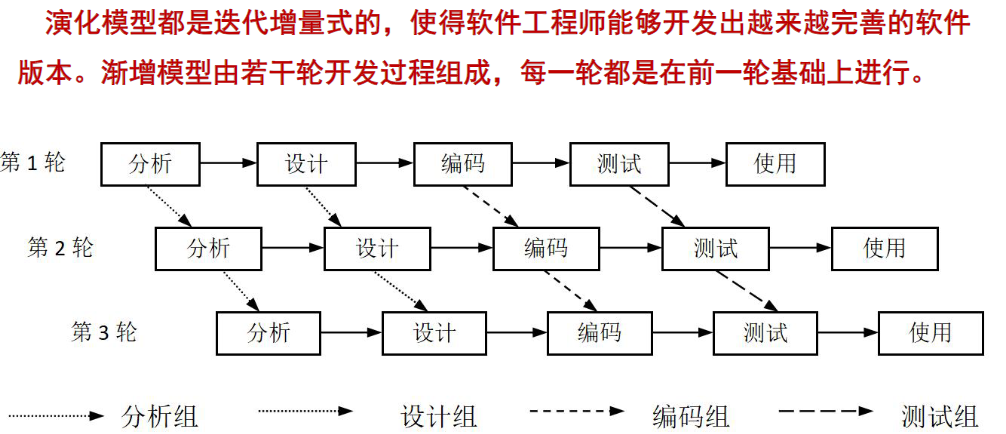 演化模型都是迭代增量式的，使得软件工程师能够开发出越来越完善的软件
版本。渐增模型由若干轮开发过程组成，每一轮都是在前一轮基础上进行。
第 1 轮 分析 设计 编码 测试 使用
第 2 轮 分析 设计 编码 测试 使用
第 3 轮 分析 设计 编码 测试 使用
分析组 设计组 编码组 测试组